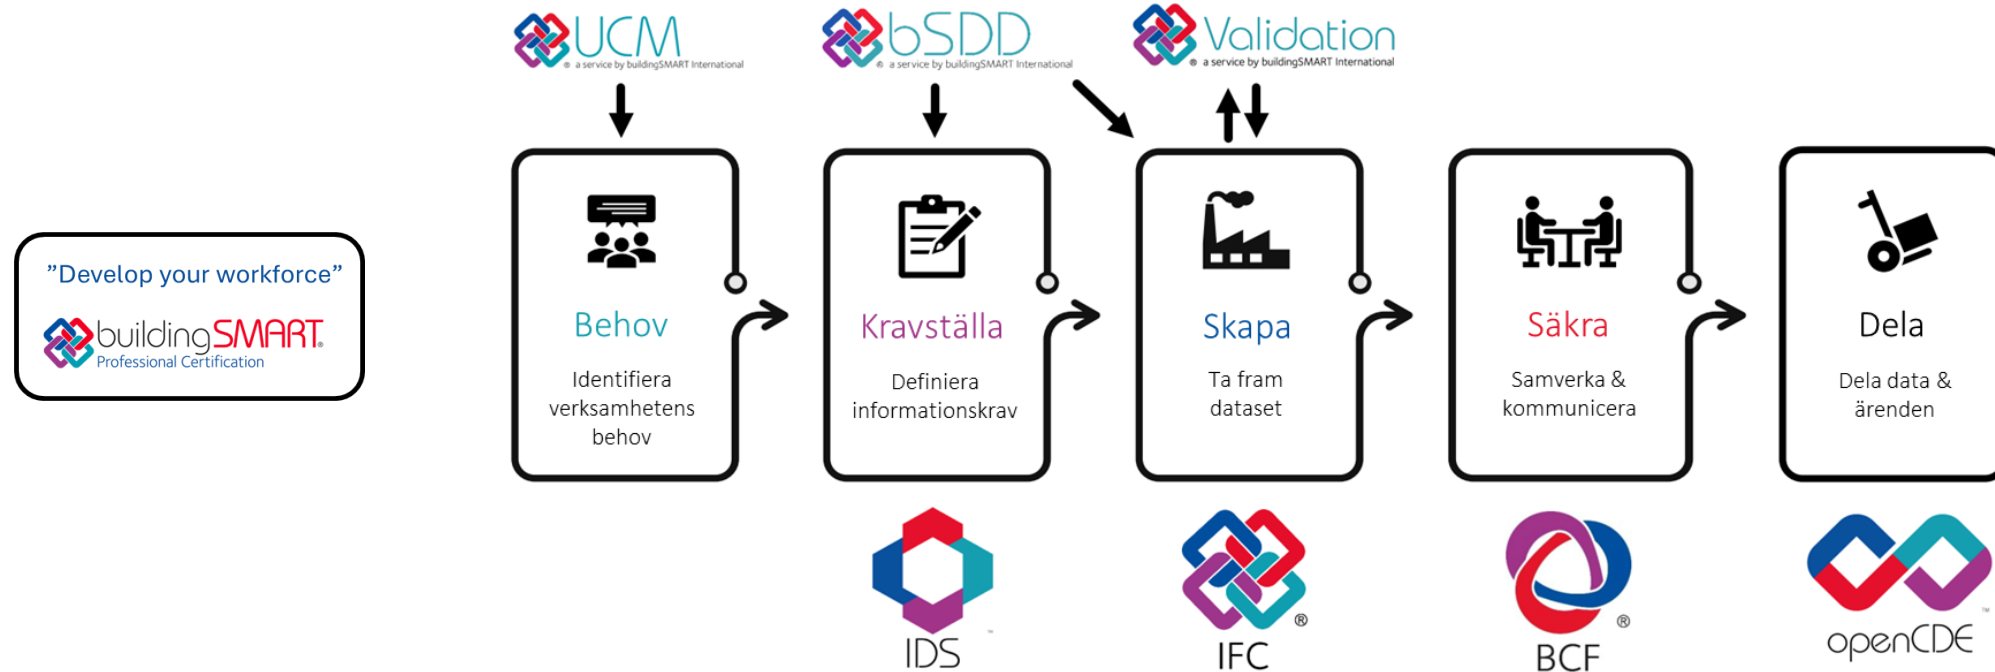 UCM
® a service by buildingSMART International
bSDD
® a service by buildingSMART International
Validation
® a service by buildingSMART International
”Develop your workforce”
buildingSMART®
Professional Certification
Behov
Identifiera
verksamhetens
behov
Kravställa
Definiera
informationskrav
Skapa
Ta fram
dataset
Säkra
Samverka &
kommunicera
Dela
Dela data &
ärenden
™
IDS
®
IFC
®
BCF
™
openCDE